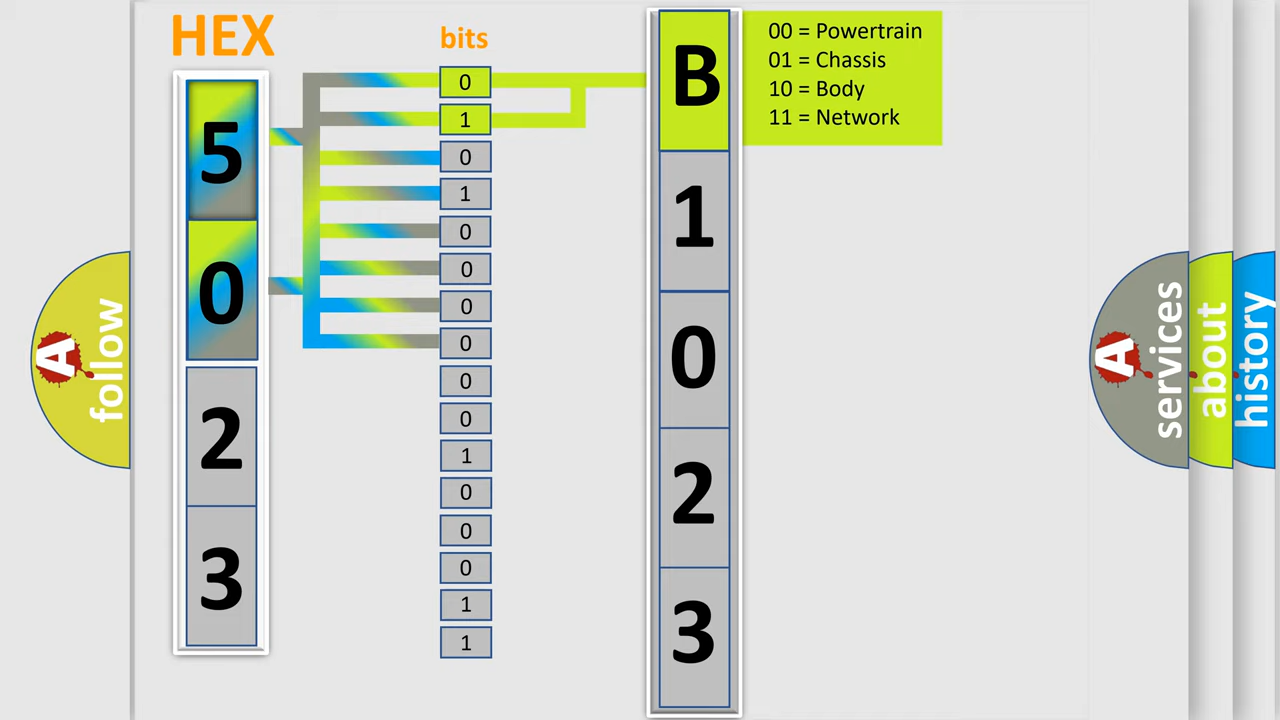 HEX
bits
5
0
2
3
0
1
0
1
0
0
0
0
0
0
1
0
0
0
1
1
B
1
0
2
3
00 = Powertrain
01 = Chassis
10 = Body
11 = Network
A
follow
A
services
about
history